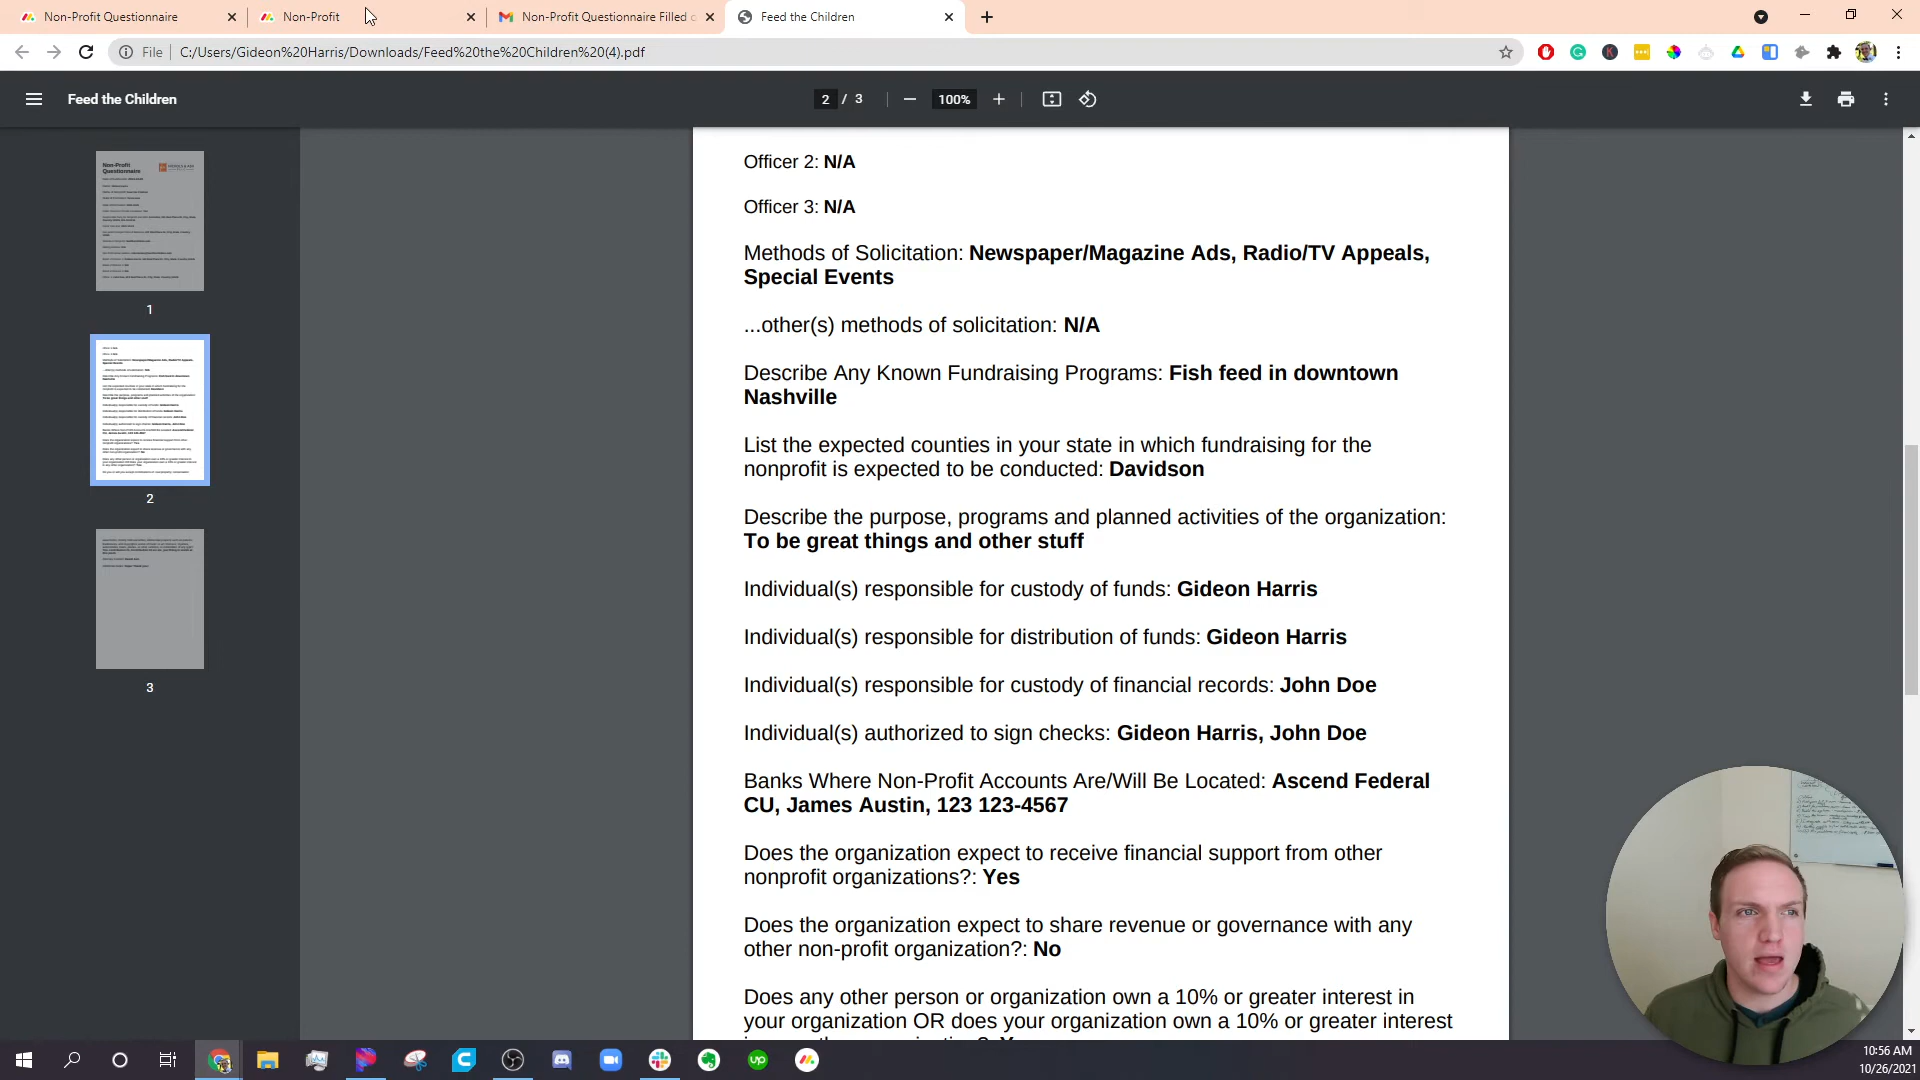 Non-Profit Questionnaire
Non-Profit
Non-Profit Questionnaire Filled
Feed the Children
File
C:/Users/Gideon%20Harris/Downloads/Feed%20the%20Children%20(4).pdf
Feed the Children
2 / 3
100%
Non-Profit
Questionnaire
1
2
3
Officer 2: N/A
Officer 3: N/A
Methods of Solicitation: Newspaper/Magazine Ads, Radio/TV Appeals,
Special Events
...other(s) methods of solicitation: N/A
Describe Any Known Fundraising Programs: Fish feed in downtown
Nashville
List the expected counties in your state in which fundraising for the
nonprofit is expected to be conducted: Davidson
Describe the purpose, programs and planned activities of the organization:
To be great things and other stuff
Individual(s) responsible for custody of funds: Gideon Harris
Individual(s) responsible for distribution of funds: Gideon Harris
Individual(s) responsible for custody of financial records: John Doe
Individual(s) authorized to sign checks: Gideon Harris, John Doe
Banks Where Non-Profit Accounts Are/Will Be Located: Ascend Federal
CU, James Austin, 123 123-4567
Does the organization expect to receive financial support from other
nonprofit organizations?: Yes
Does the organization expect to share revenue or governance with any
other non-profit organization?: No
Does any other person or organization own a 10% or greater interest in
your organization OR does your organization own a 10% or greater interest
10:56 AM
10/26/2021